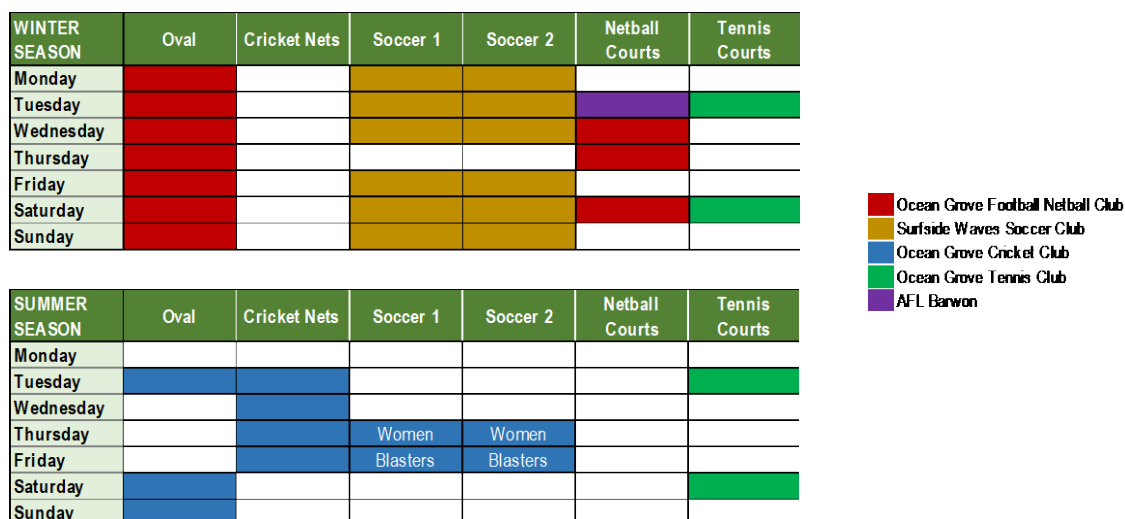 WINTER SEASON Oval Cricket Nets Soccer 1 Soccer 2 Netball Courts Tennis Courts
Monday
Tuesday
Wednesday
Thursday
Friday
Saturday
Sunday
Ocean Grove Football Netball Club
Surfside Waves Soccer Club
Ocean Grove Cricket Club
Ocean Grove Tennis Club
AFL Barwon
SUMMER SEASON Oval Cricket Nets Soccer 1 Soccer 2 Netball Courts Tennis Courts
Monday
Tuesday
Wednesday
Thursday Women Women
Friday Blasters Blasters
Saturday
Sunday